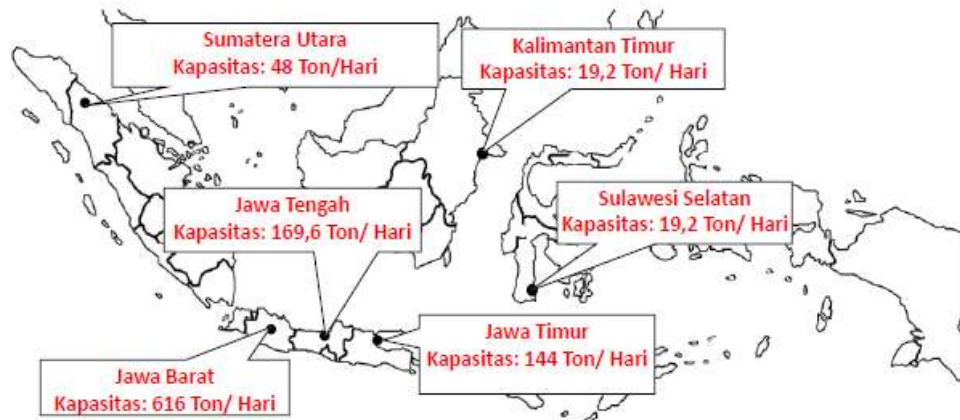 Sumatera Utara
Kapasitas: 48 Ton/Hari
Kalimantan Timur
Kapasitas: 19,2 Ton/ Hari
Jawa Tengah
Kapasitas: 169,6 Ton/ Hari
Sulawesi Selatan
Kapasitas: 19,2 Ton/ Hari
Jawa Timur
Kapasitas: 144 Ton/ Hari
Jawa Barat
Kapasitas: 616 Ton/ Hari